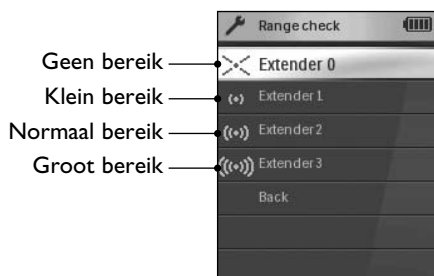 Range check
Geen bereik
Extender 0
Klein bereik
Extender 1
Normaal bereik
Extender 2
Groot bereik
Extender 3
Back